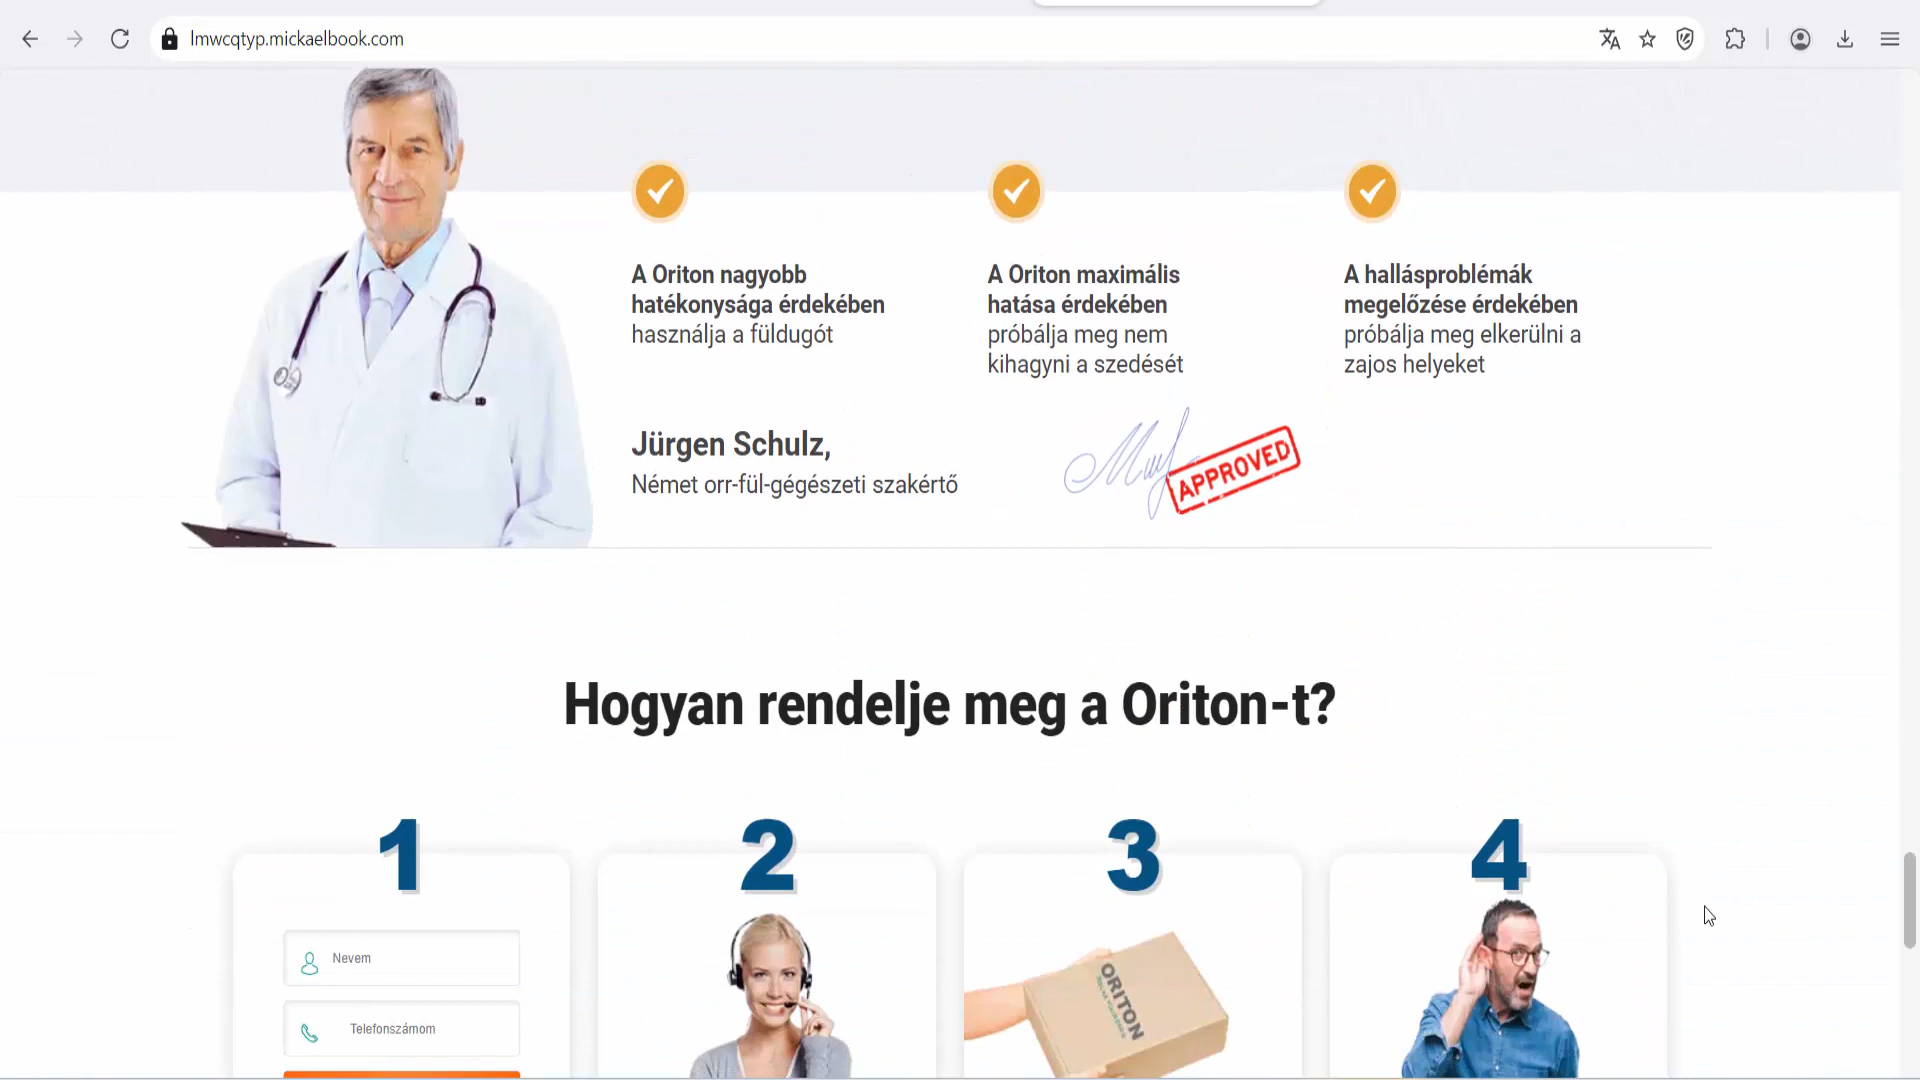 lmwcqtyp.mickaelbook.com
A Oriton nagyobb
hatékonysága érdekében
használja a füldugót
A Oriton maximális
hatása érdekében
próbálja meg nem
kihagyni a szedését
A hallásproblémák
megelőzése érdekében
próbálja meg elkerülni a
zajos helyeket
Jürgen Schulz,
Német orr-fül-gégészeti szakértő
APPROVED
Hogyan rendelje meg a Oriton-t?
1
2
3
4
Nevem
Telefonszámom
ORITON